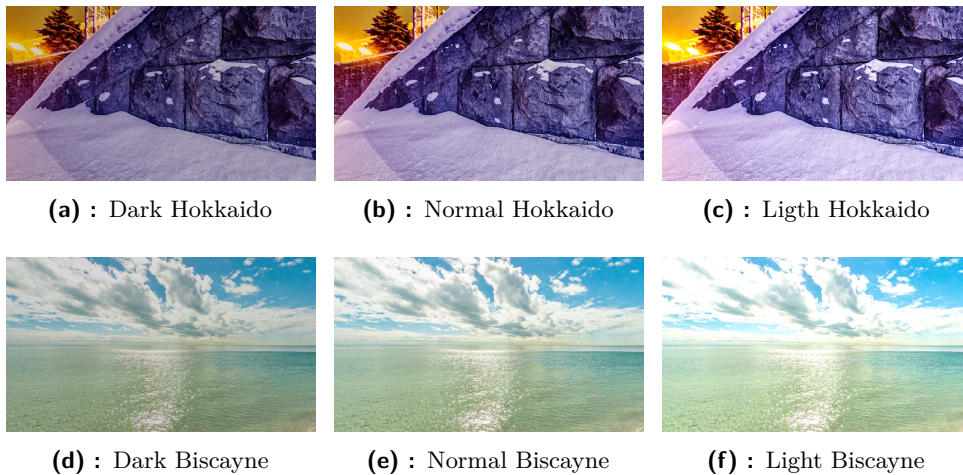 (a) : Dark Hokkaido
(b) : Normal Hokkaido
(c) : Ligth Hokkaido
(d) : Dark Biscayne
(e) : Normal Biscayne
(f) : Light Biscayne